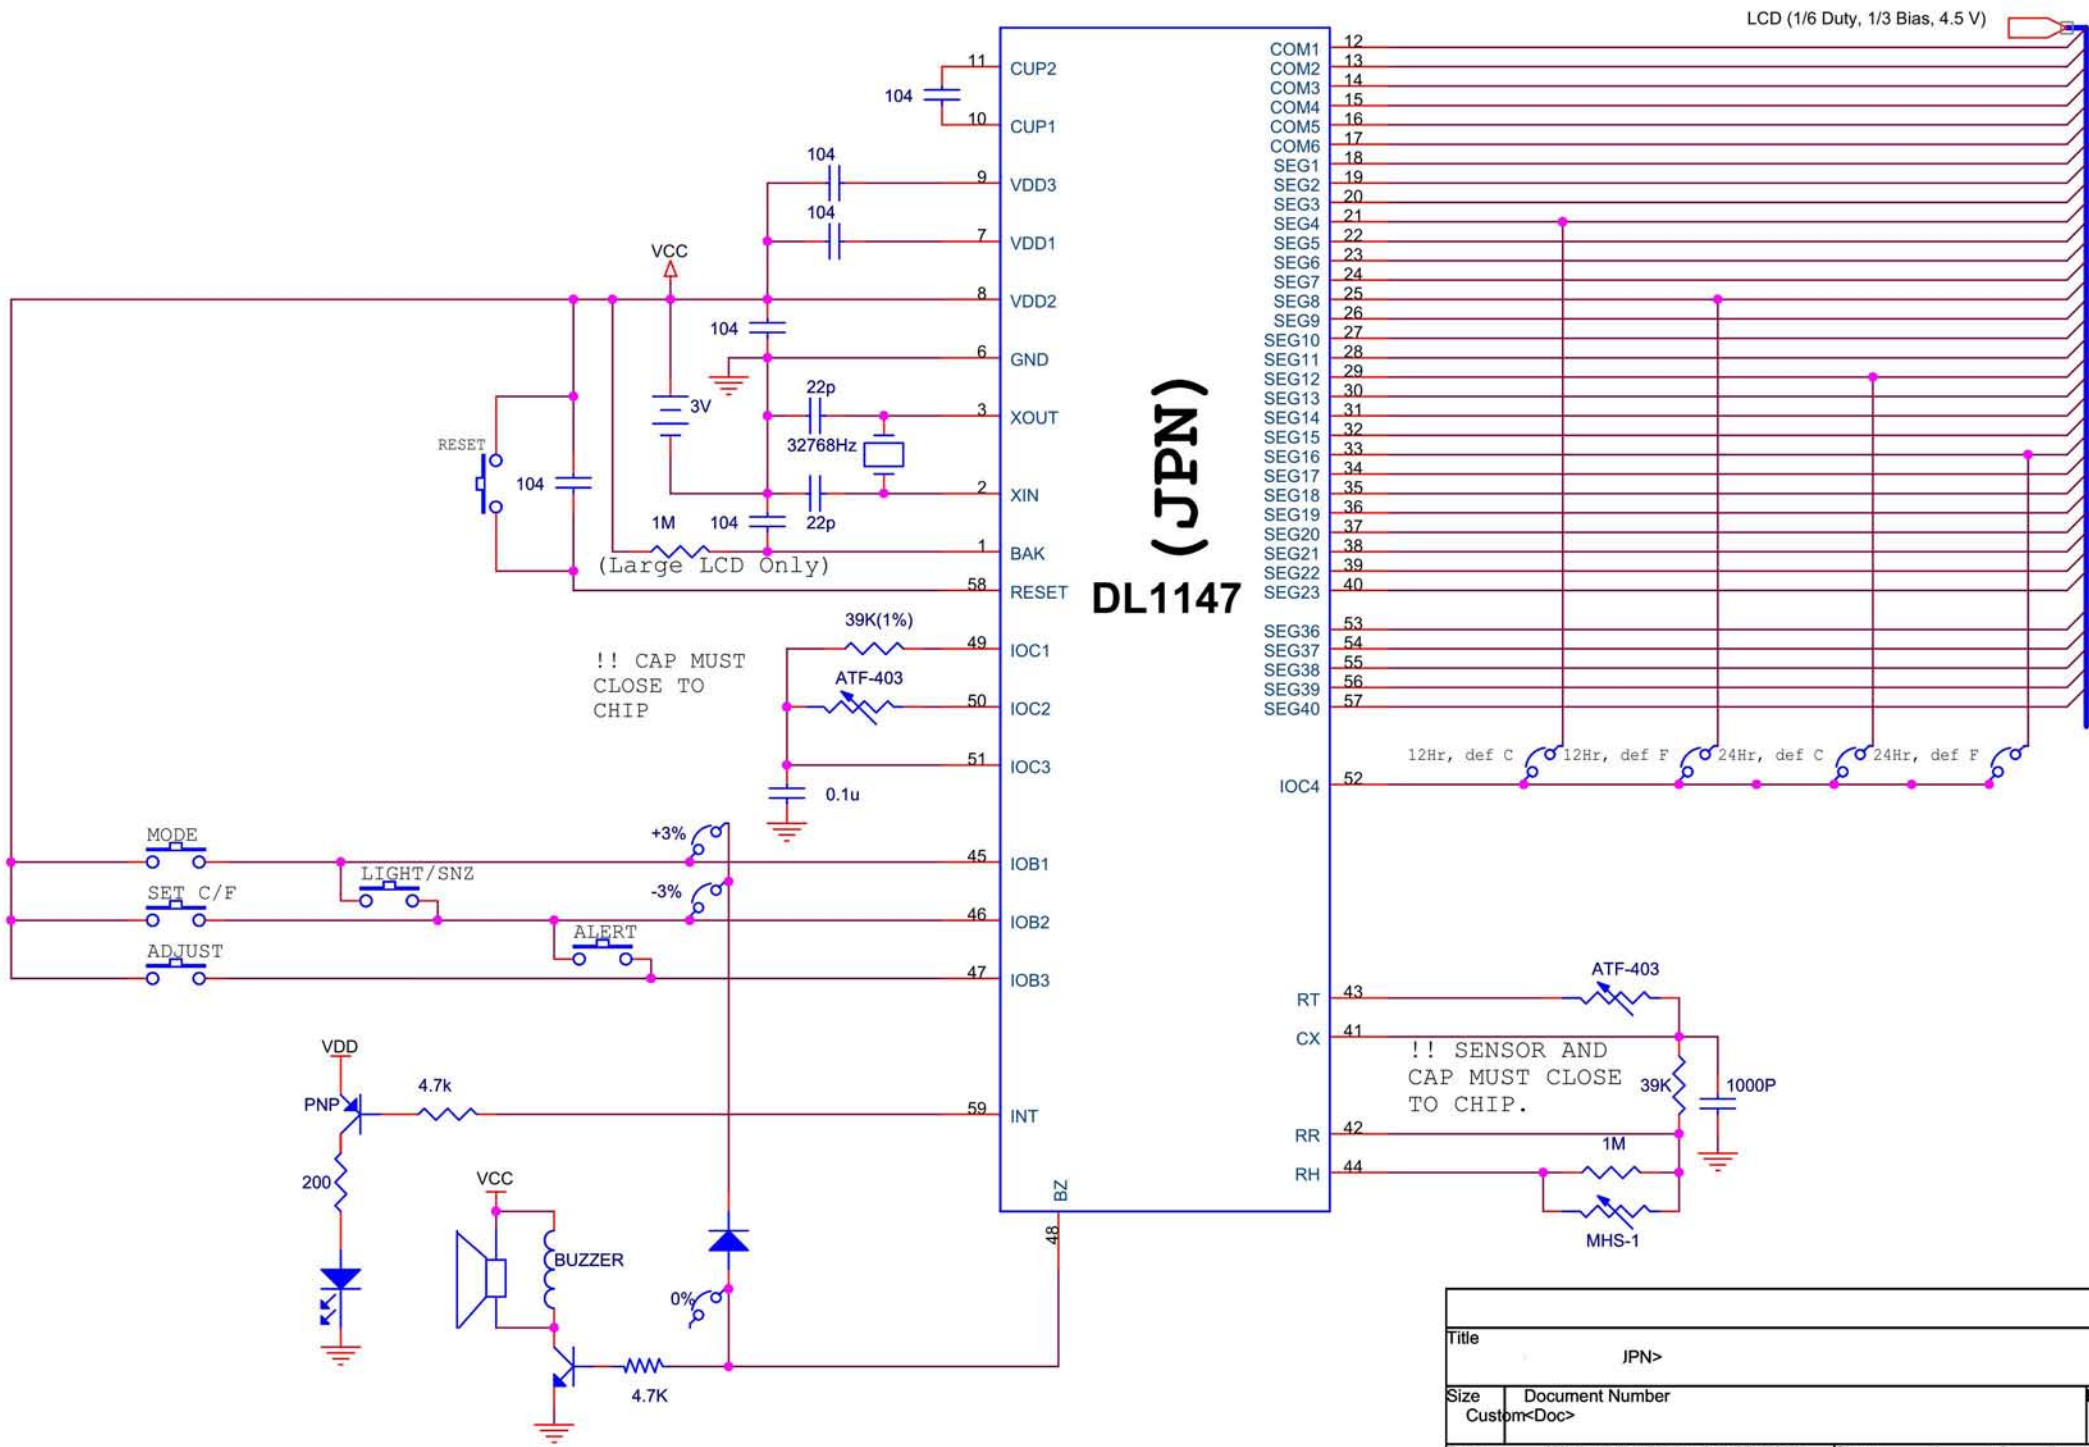 LCD (1/6 Duty, 1/3 Bias, 4.5 V)
11 CUP2
104
10 CUP1
104
9 VDD3
104
7 VDD1
VCC
8 VDD2
104
6 GND
22p
3 XOUT
3V
32768Hz
RESET
104
2 XIN
1M 104 22p
1 BAK
(Large LCD Only)
58 RESET
39K(1%)
49 IOC1
!! CAP MUST
CLOSE TO
CHIP
ATF-403
50 IOC2
51 IOC3
0.1u
MODE
+3%
45 IOB1
LIGHT/SNZ
SET C/F
-3%
46 IOB2
ALERT
ADJUST
47 IOB3
VDD
PNP
4.7k
59 INT
200
VCC
BUZZER
0%
4.7K
BZ
48
(JPN)
DL1147
COM1 12
COM2 13
COM3 14
COM4 15
COM5 16
COM6 17
SEG1 18
SEG2 19
SEG3 20
SEG4 21
SEG5 22
SEG6 23
SEG7 24
SEG8 25
SEG9 26
SEG10 27
SEG11 28
SEG12 29
SEG13 30
SEG14 31
SEG15 32
SEG16 33
SEG17 34
SEG18 35
SEG19 36
SEG20 37
SEG21 38
SEG22 39
SEG23 40
SEG36 53
SEG37 54
SEG38 55
SEG39 56
SEG40 57
12Hr, def C 12Hr, def F 24Hr, def C 24Hr, def F
IOC4 52
ATF-403
RT 43
CX 41
!! SENSOR AND
CAP MUST CLOSE
TO CHIP.
39K 1000P
RR 42
1M
RH 44
MHS-1
Title
JPN>
Size Document Number
Custom<Doc>